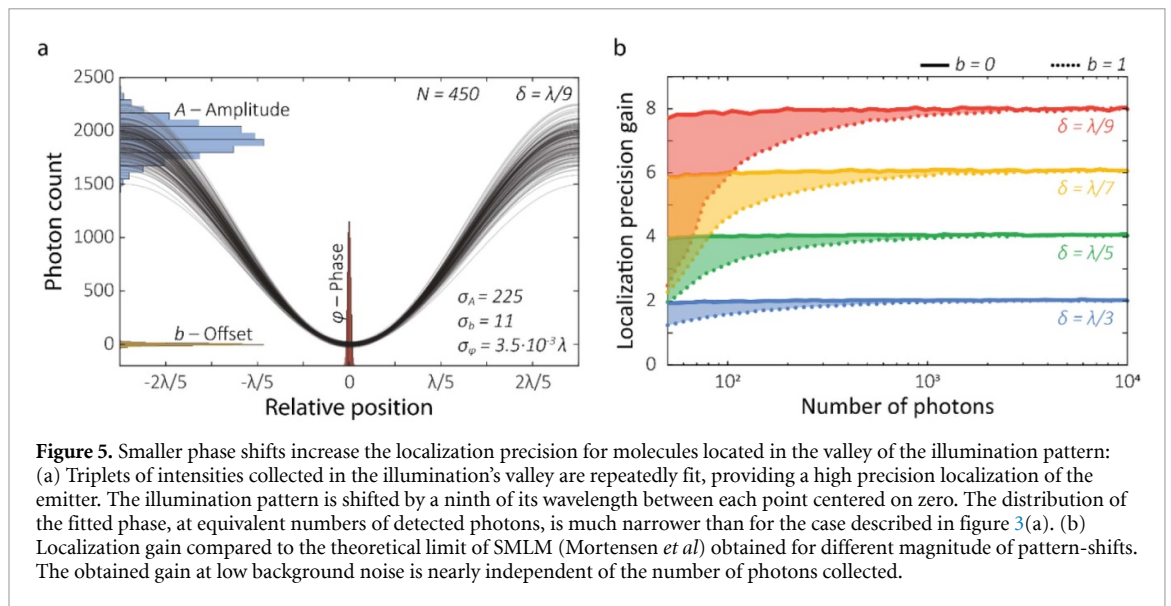 a
2500
2000
1500
1000
500
0
Photon count
A – Amplitude
N = 450 δ = λ/9
φ – Phase
b – Offset
σA = 225
σb = 11
σφ = 3.5·10⁻³ λ
-2λ/5 -λ/5 0 λ/5 2λ/5
Relative position
b
b = 0 b = 1
8
6
4
2
0
Localization precision gain
δ = λ/9
δ = λ/7
δ = λ/5
δ = λ/3
10² 10³ 10⁴
Number of photons
Figure 5. Smaller phase shifts increase the localization precision for molecules located in the valley of the illumination pattern:
(a) Triplets of intensities collected in the illumination's valley are repeatedly fit, providing a high precision localization of the
emitter. The illumination pattern is shifted by a ninth of its wavelength between each point centered on zero. The distribution of
the fitted phase, at equivalent numbers of detected photons, is much narrower than for the case described in figure 3(a). (b)
Localization gain compared to the theoretical limit of SMLM (Mortensen et al) obtained for different magnitude of pattern-shifts.
The obtained gain at low background noise is nearly independent of the number of photons collected.